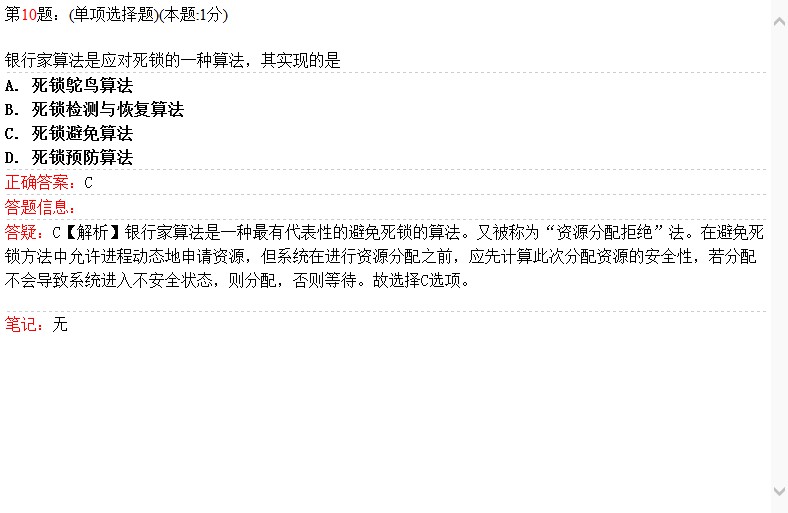 第10题: (单项选择题)(本题:1分)
银行家算法是应对死锁的一种算法，其实现的是
A. 死锁鸵鸟算法
B. 死锁检测与恢复算法
C. 死锁避免算法
D. 死锁预防算法
正确答案：C
答题信息：
答疑：C【解析】银行家算法是一种最有代表性的避免死锁的算法。又被称为“资源分配拒绝”法。在避免死
锁方法中允许进程动态地申请资源，但系统在进行资源分配之前，应先计算此次分配资源的安全性，若分配
不会导致系统进入不安全状态，则分配，否则等待。故选择C选项。
笔记：无